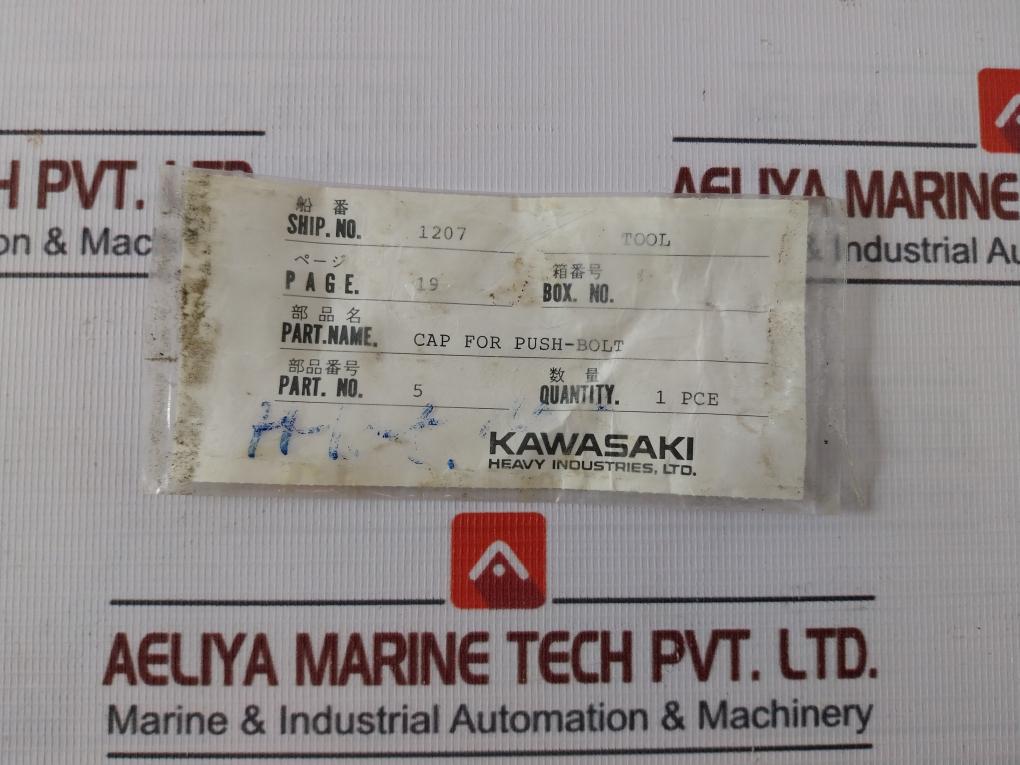 H PVT. LTD.
on & Mac
AELIYA MARINE
& Industrial Au
船番
SHIP. NO. 1207 TOOL
ページ 箱番号
PAGE. 19 BOX. NO.
部品名
PART. NAME. CAP FOR PUSH-BOLT
部品番号 数量
PART. NO. 5 QUANTITY. 1 PCE
KAWASAKI
HEAVY INDUSTRIES, LTD.
AELIYA MARINE TECH PVT. LTD.
Marine & Industrial Automation & Machinery